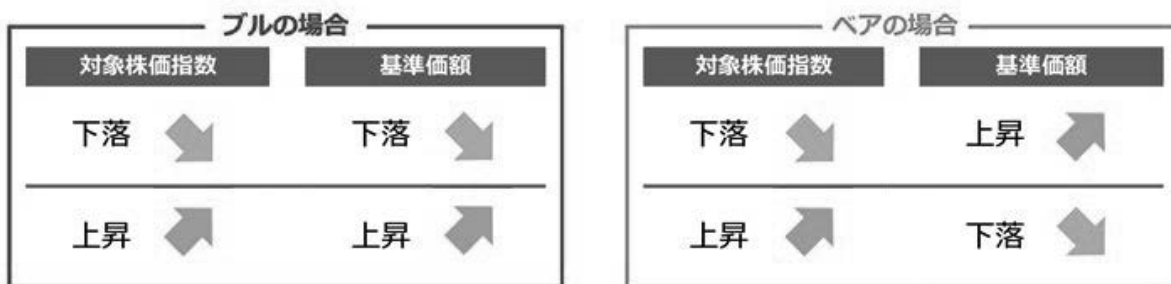 ブルの場合
対象株価指数 基準価額
下落 下落
上昇 上昇
ベアの場合
対象株価指数 基準価額
下落 上昇
上昇 下落